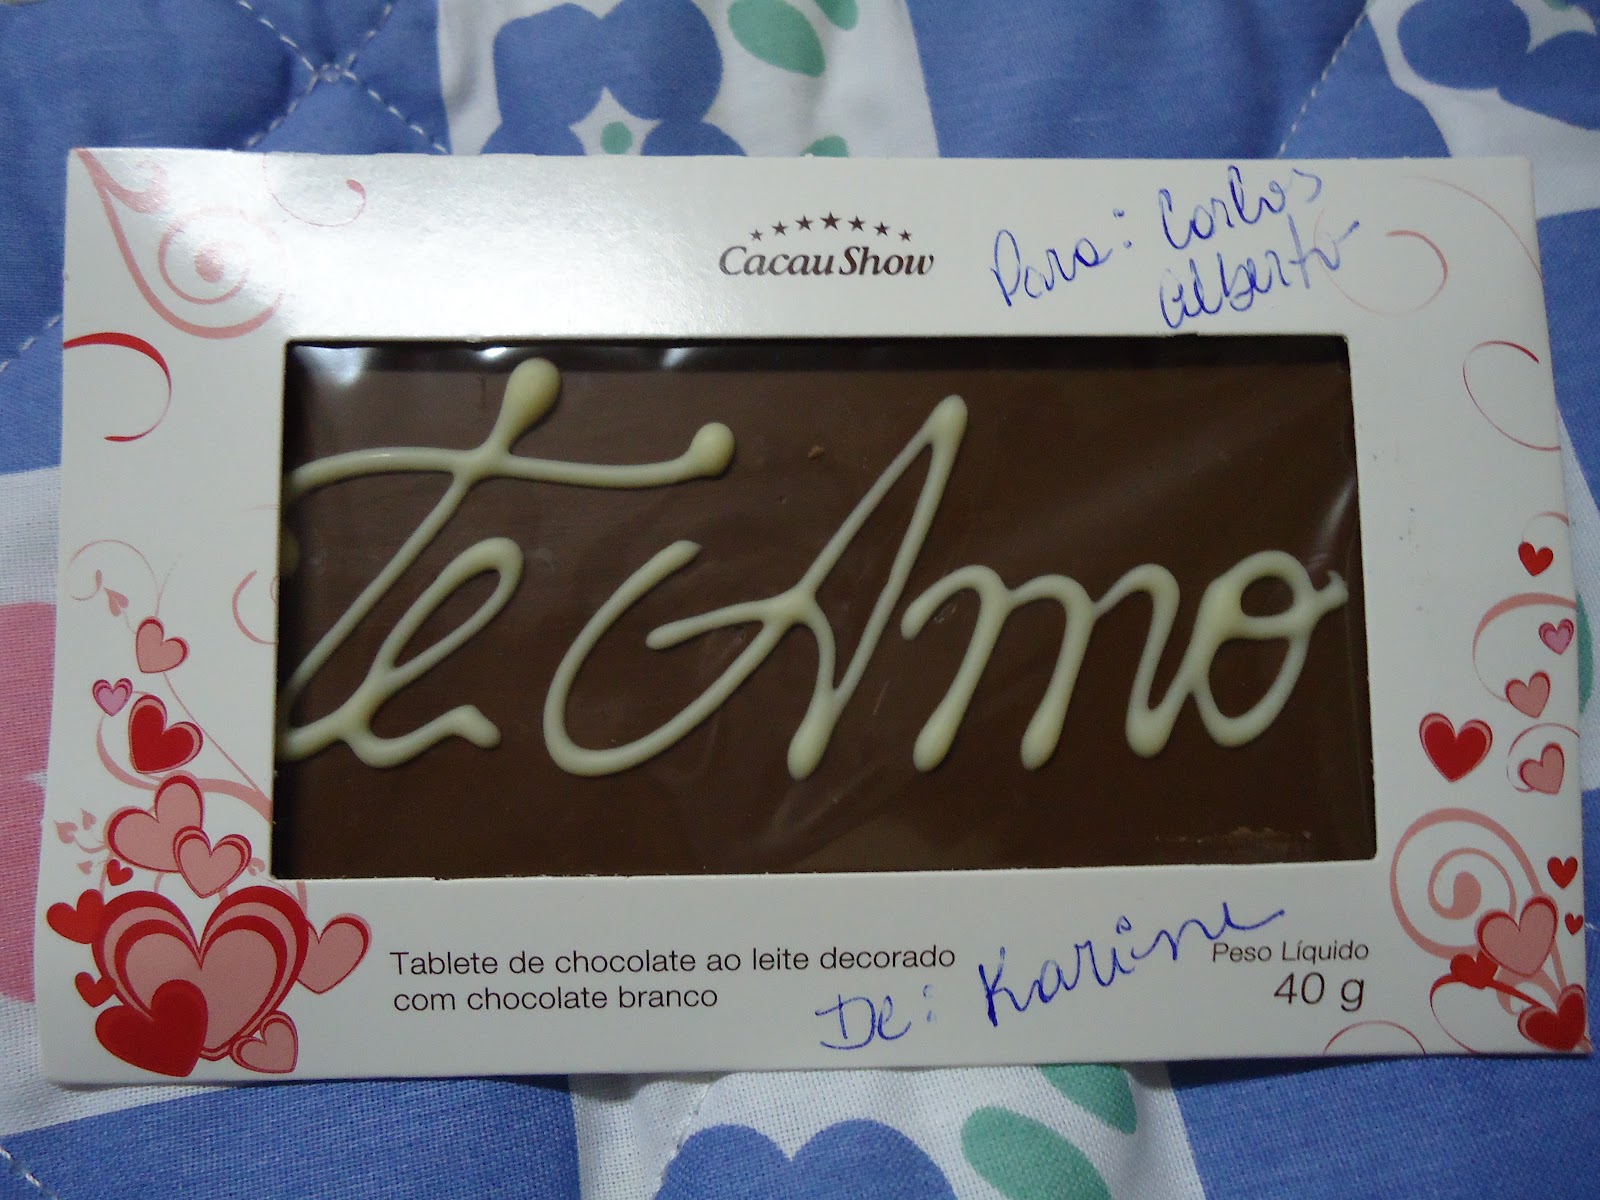 Cacau Show
Para: Carlos
Alberto
Te Amo
Tablete de chocolate ao leite decorado
com chocolate branco
De: Karine
Peso Líquido
40 g